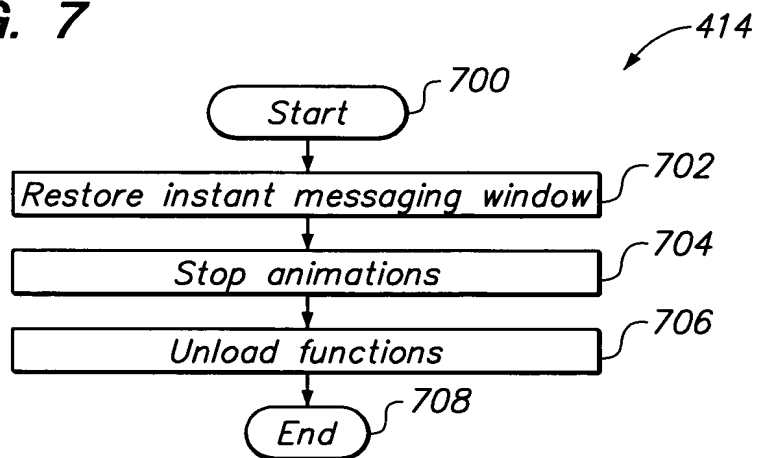 G. 7
414
Start
700
Restore instant messaging window
702
Stop animations
704
Unload functions
706
End
708